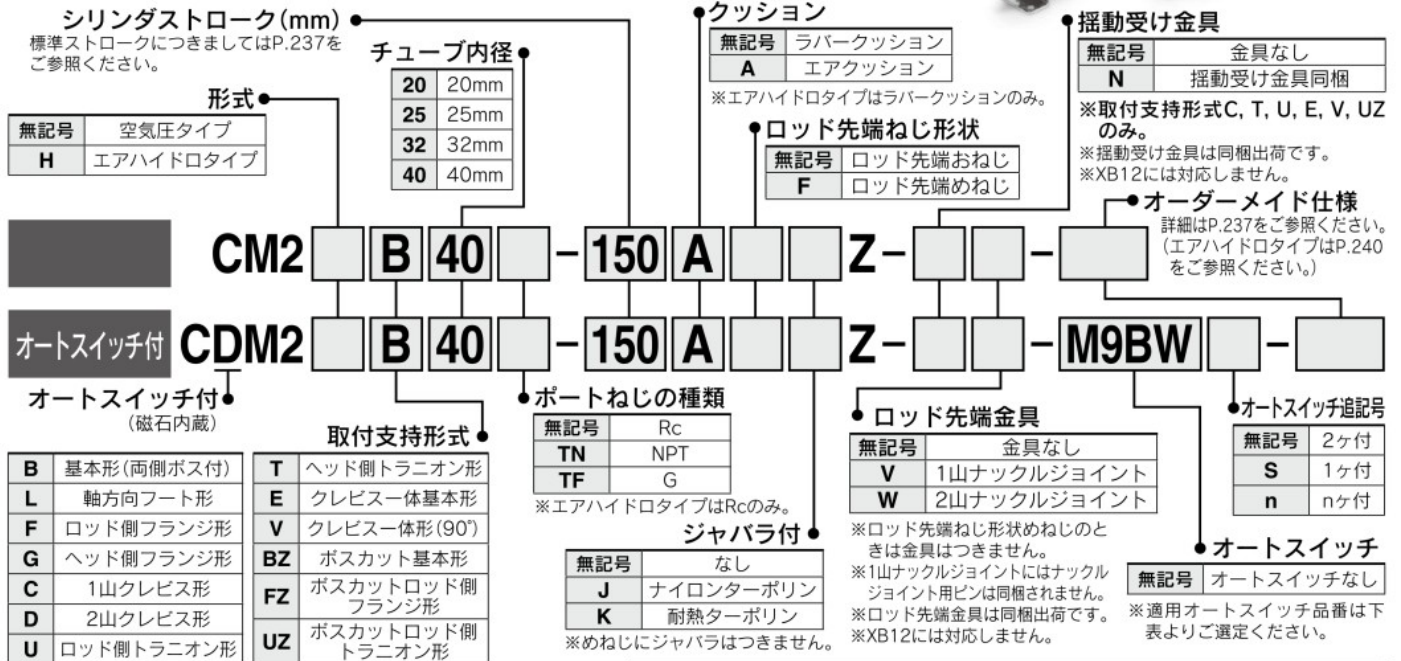 シリンダストローク(mm)
標準ストロークにつきましてはP.237を
ご参照ください。
チューブ内径
20 20mm
25 25mm
32 32mm
40 40mm
形式
無記号 空気圧タイプ
H エアハイドロタイプ
クッション
無記号 ラバークッション
A エアクッション
※エアハイドロタイプはラバークッションのみ。
ロッド先端ねじ形状
無記号 ロッド先端おねじ
F ロッド先端めねじ
揺動受け金具
無記号 金具なし
N 揺動受け金具同梱
※取付支持形式C, T, U, E, V, UZ
のみ。
※揺動受け金具は同梱出荷です。
※XB12には対応しません。
オーダーメイド仕様
詳細はP.237をご参照ください。
(エアハイドロタイプはP.240
をご参照ください。)
CM2 B 40 - 150 A Z - -
オートスイッチ付 CDM2 B 40 - 150 A Z - - M9BW -
オートスイッチ付
(磁石内蔵)
取付支持形式
B 基本形(両側ボス付)
L 軸方向フート形
F ロッド側フランジ形
G ヘッド側フランジ形
C 1山クレビス形
D 2山クレビス形
U ロッド側トラニオン形
T ヘッド側トラニオン形
E クレビス一体基本形
V クレビス一体形(90°)
BZ ボスカット基本形
FZ ボスカットロッド側
フランジ形
UZ ボスカットロッド側
トラニオン形
ポートねじの種類
無記号 Rc
TN NPT
TF G
※エアハイドロタイプはRcのみ。
ジャバラ付
無記号 なし
J ナイロンターポリン
K 耐熱ターポリン
※めねじにジャバラはつきません。
ロッド先端金具
無記号 金具なし
V 1山ナックルジョイント
W 2山ナックルジョイント
※ロッド先端ねじ形状めねじのと
きは金具はつきません。
※1山ナックルジョイントにはナックル
ジョイント用ピンは同梱されません。
※ロッド先端金具は同梱出荷です。
※XB12には対応しません。
オートスイッチ追記号
無記号 2ヶ付
S 1ヶ付
n nヶ付
オートスイッチ
無記号 オートスイッチなし
※適用オートスイッチ品番は下
表よりご選定ください。